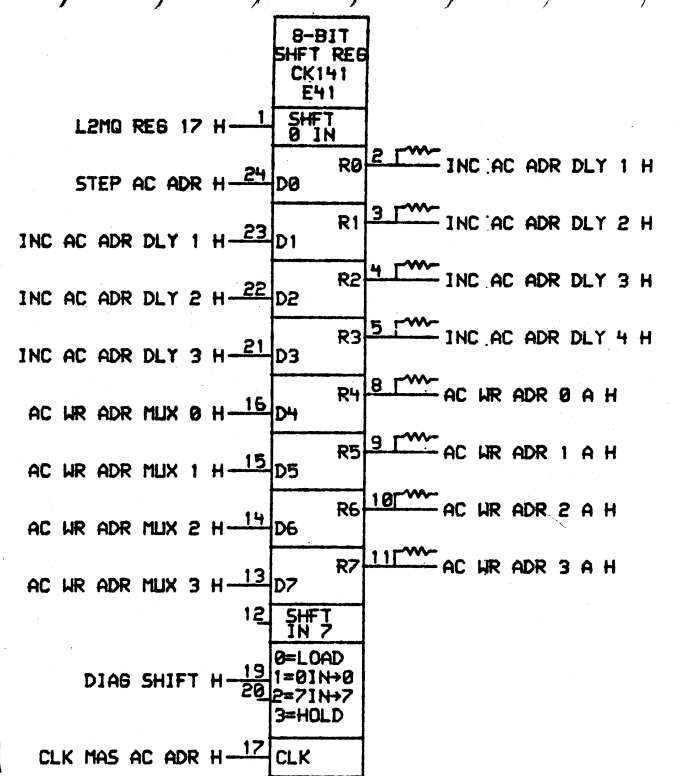 8-BIT
SHFT REG
CK141
E41
L2MQ REG 17 H 1 SHFT
0 IN
R0 2 INC AC ADR DLY 1 H
STEP AC ADR H 24 D0
R1 3 INC AC ADR DLY 2 H
INC AC ADR DLY 1 H 23 D1
R2 4 INC AC ADR DLY 3 H
INC AC ADR DLY 2 H 22 D2
R3 5 INC AC ADR DLY 4 H
INC AC ADR DLY 3 H 21 D3
R4 8 AC WR ADR 0 A H
AC WR ADR MUX 0 H 16 D4
R5 9 AC WR ADR 1 A H
AC WR ADR MUX 1 H 15 D5
R6 10 AC WR ADR 2 A H
AC WR ADR MUX 2 H 14 D6
R7 11 AC WR ADR 3 A H
AC WR ADR MUX 3 H 13 D7
12 SHFT
IN 7
0=LOAD
DIAG SHIFT H 19 1=0IN→0
20 2=7IN→7
3=HOLD
CLK MAS AC ADR H 17 CLK